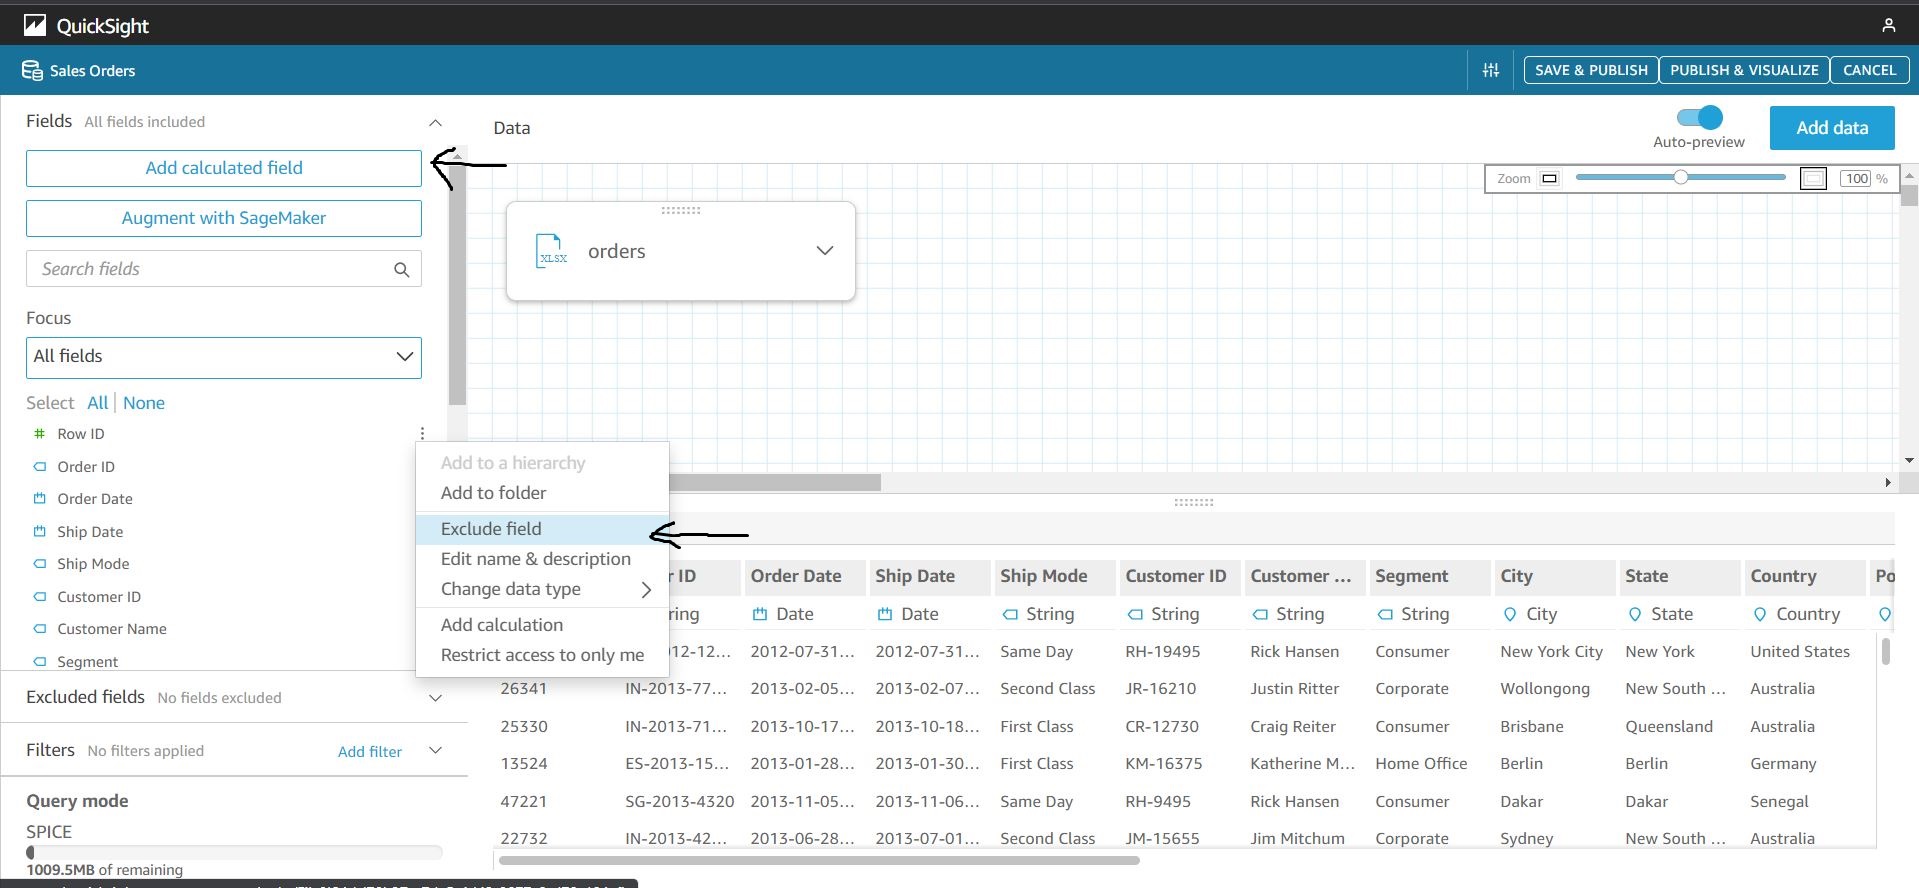 QuickSight
Sales Orders
SAVE & PUBLISH
PUBLISH & VISUALIZE
CANCEL
Fields All fields included
Add calculated field
Augment with SageMaker
Search fields
Focus
All fields
Select All None
Row ID
Order ID
Order Date
Ship Date
Ship Mode
Customer ID
Customer Name
Segment
Excluded fields No fields excluded
Filters No filters applied Add filter
Query mode
SPICE
1009.5MB of remaining
Data
Auto-preview
Add data
Zoom 100 %
XLSX orders
Add to a hierarchy
Add to folder
Exclude field
Edit name & description
Change data type
Add calculation
Restrict access to only me
r ID Order Date Ship Date Ship Mode Customer ID Customer ... Segment City State Country Po
ring Date Date String String String String City State Country
12-12... 2012-07-31... 2012-07-31... Same Day RH-19495 Rick Hansen Consumer New York City New York United States
26341 IN-2013-77... 2013-02-05... 2013-02-07... Second Class JR-16210 Justin Ritter Corporate Wollongong New South ... Australia
25330 IN-2013-71... 2013-10-17... 2013-10-18... First Class CR-12730 Craig Reiter Consumer Brisbane Queensland Australia
13524 ES-2013-15... 2013-01-28... 2013-01-30... First Class KM-16375 Katherine M... Home Office Berlin Berlin Germany
47221 SG-2013-4320 2013-11-05... 2013-11-06... Same Day RH-9495 Rick Hansen Consumer Dakar Dakar Senegal
22732 IN-2013-42... 2013-06-28... 2013-07-01... Second Class JM-15655 Jim Mitchum Corporate Sydney New South ... Australia